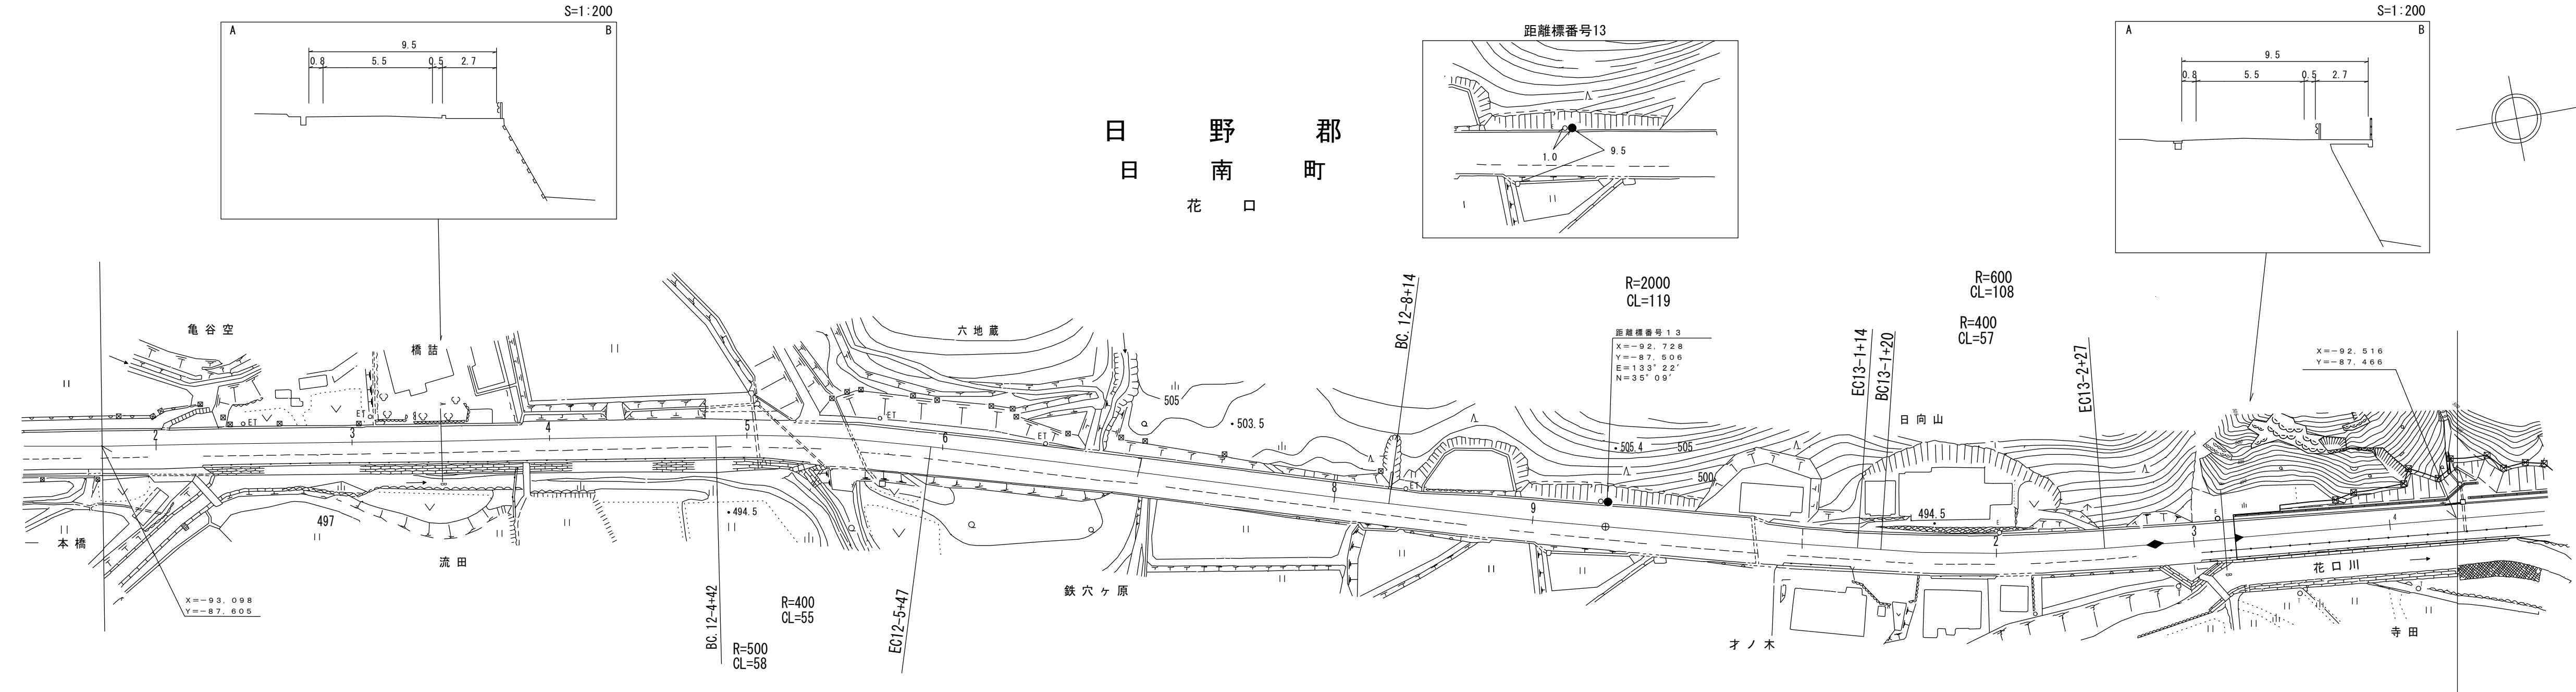 S=1:200
A
B
9.5
0.8 5.5 0.5 2.7
距離標番号13
1.0
9.5
S=1:200
A
B
9.5
0.8 5.5 0.5 2.7
日野郡
日南町
花口
亀谷空
橋詰
六地蔵
505
503.5
BC.12-8+14
R=2000
CL=119
距離標番号13
X=-92,728
Y=-87,506
E=133°22′
N=35°09′
R=600
CL=108
R=400
CL=57
EC13-1+14
BC13-1+20
日向山
EC13-2+27
X=-92,516
Y=-87,466
ET
ET
ET
ET
ET
2
3
4
5
6
7
8
9
505.4
505
500
494.5
2
3
4
E
E
497
494.5
本橋
流田
X=-93,098
Y=-87,605
BC.12-4+42
R=500
CL=58
R=400
CL=55
EC12-5+47
鉄穴ヶ原
才ノ木
花口川
寺田